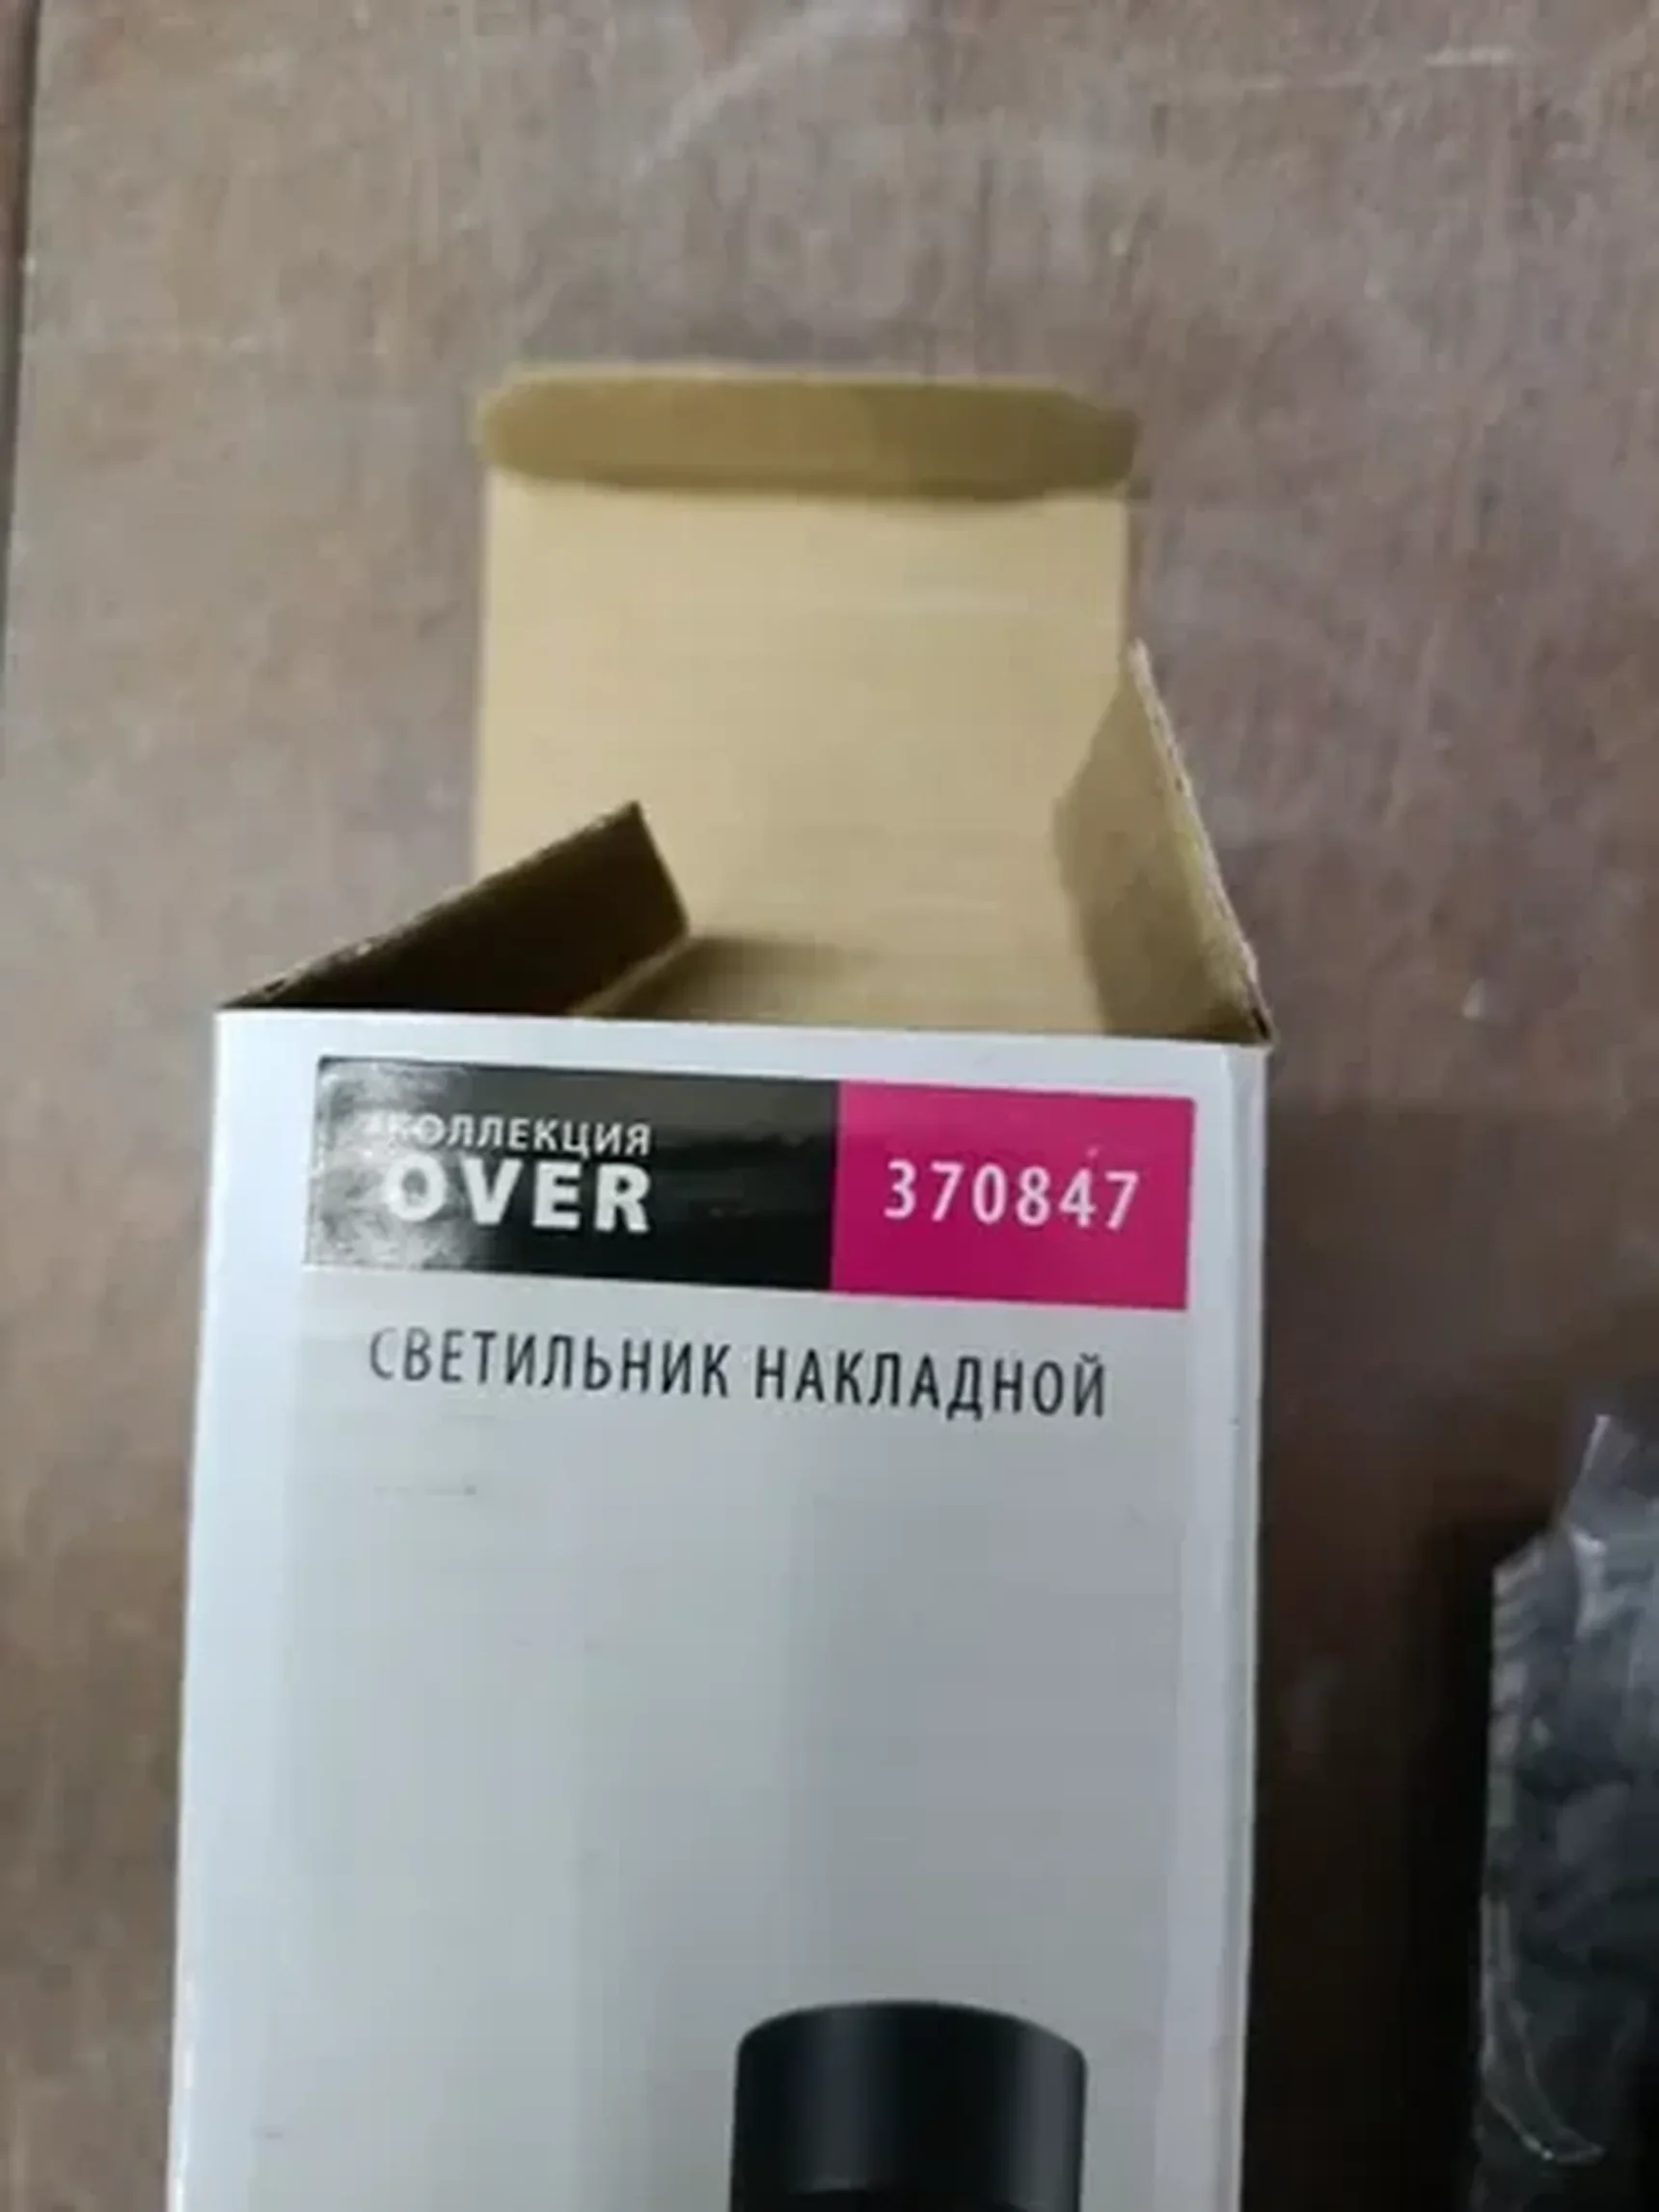 КОЛЛЕКЦИЯ
OVER
370847
СВЕТИЛЬНИК НАКЛАДНОЙ